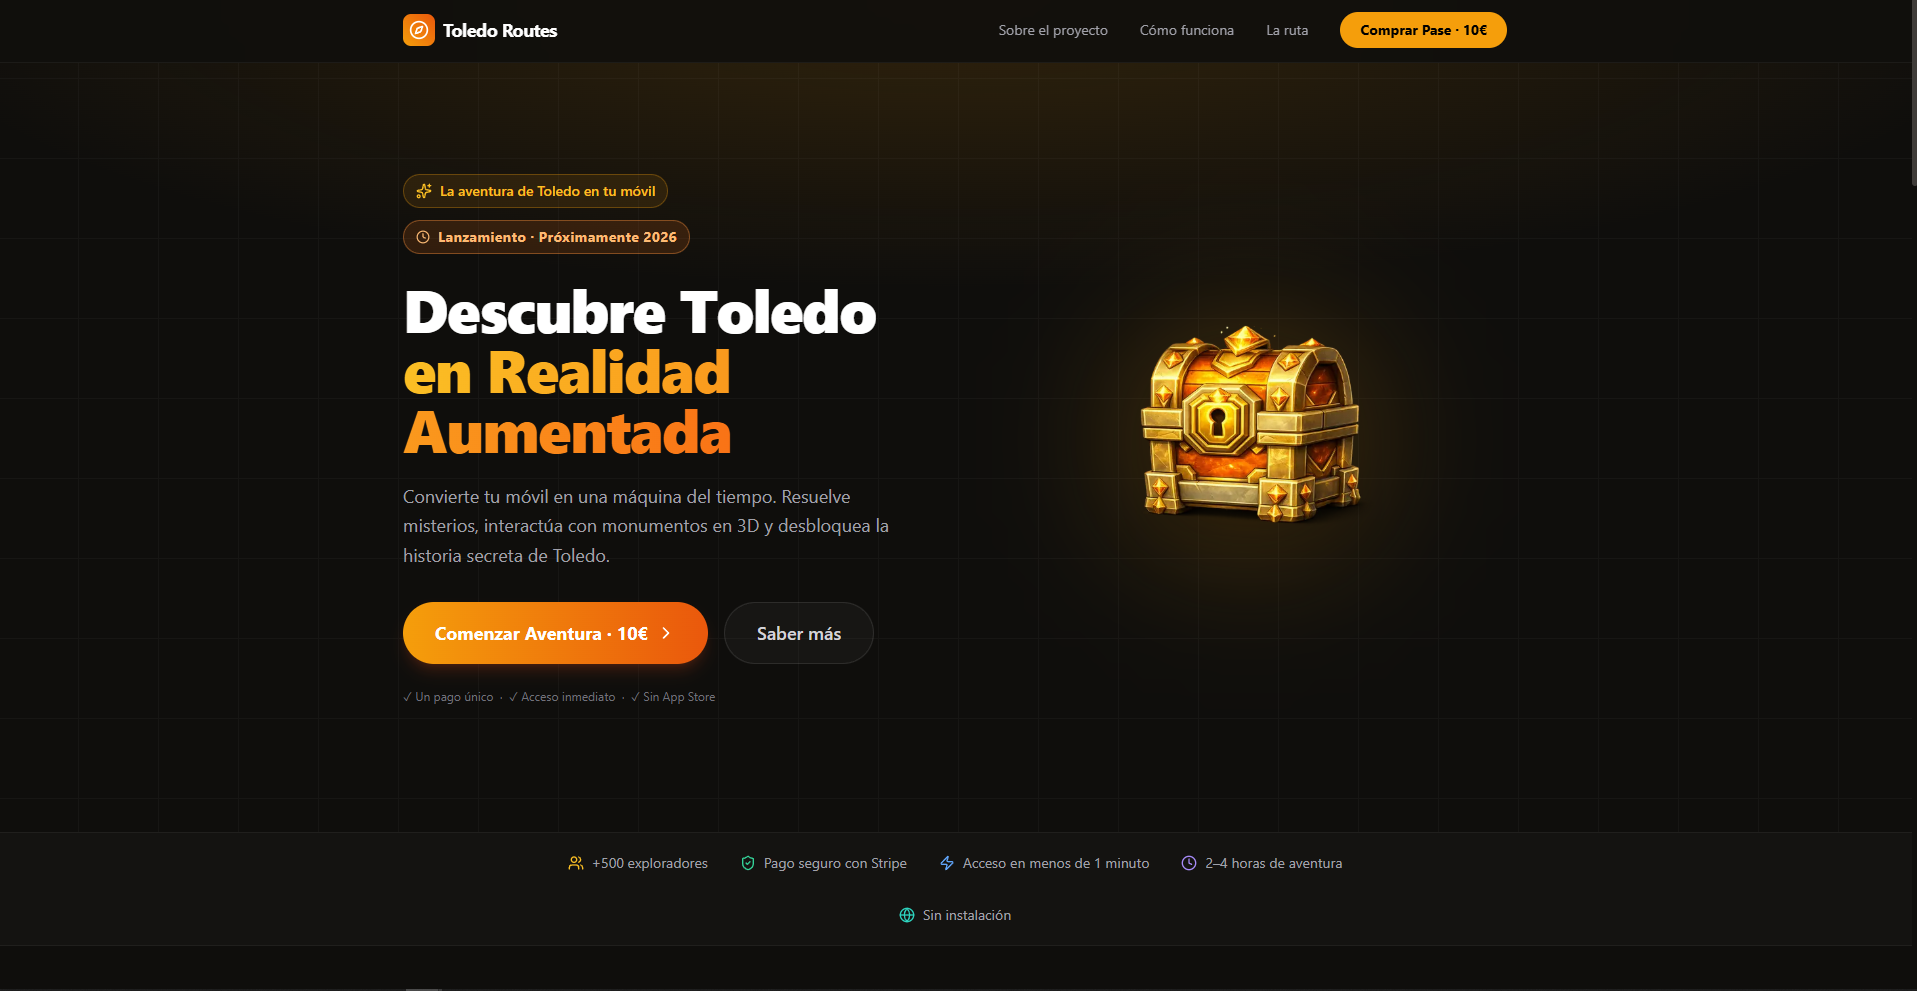 Toledo Routes
Sobre el proyecto
Cómo funciona
La ruta
Comprar Pase · 10€
La aventura de Toledo en tu móvil
Lanzamiento · Próximamente 2026
Descubre Toledo
en Realidad
Aumentada
Convierte tu móvil en una máquina del tiempo. Resuelve
misterios, interactúa con monumentos en 3D y desbloquea la
historia secreta de Toledo.
Comenzar Aventura · 10€
Saber más
✓ Un pago único · ✓ Acceso inmediato · ✓ Sin App Store
+500 exploradores
Pago seguro con Stripe
Acceso en menos de 1 minuto
2–4 horas de aventura
Sin instalación